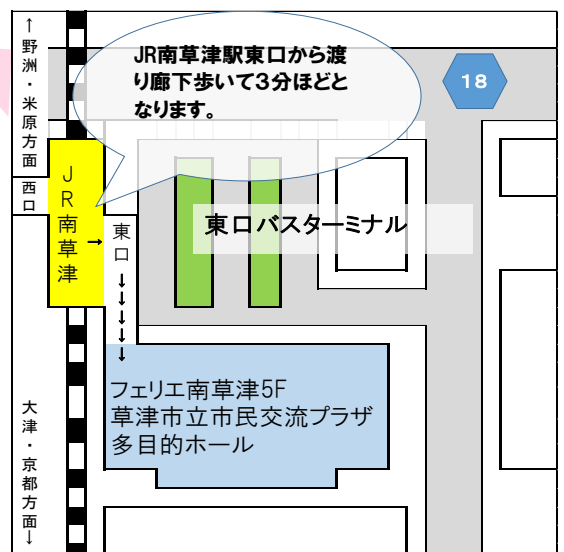 ↑野洲・米原方面
JR南草津駅東口から渡
り廊下歩いて3分ほどと
なります。
18
西口
JR南草津
→
東口
↓↓↓↓↓
東口バスターミナル
フェリエ南草津5F
草津市立市民交流プラザ
多目的ホール
大津・京都方面↓